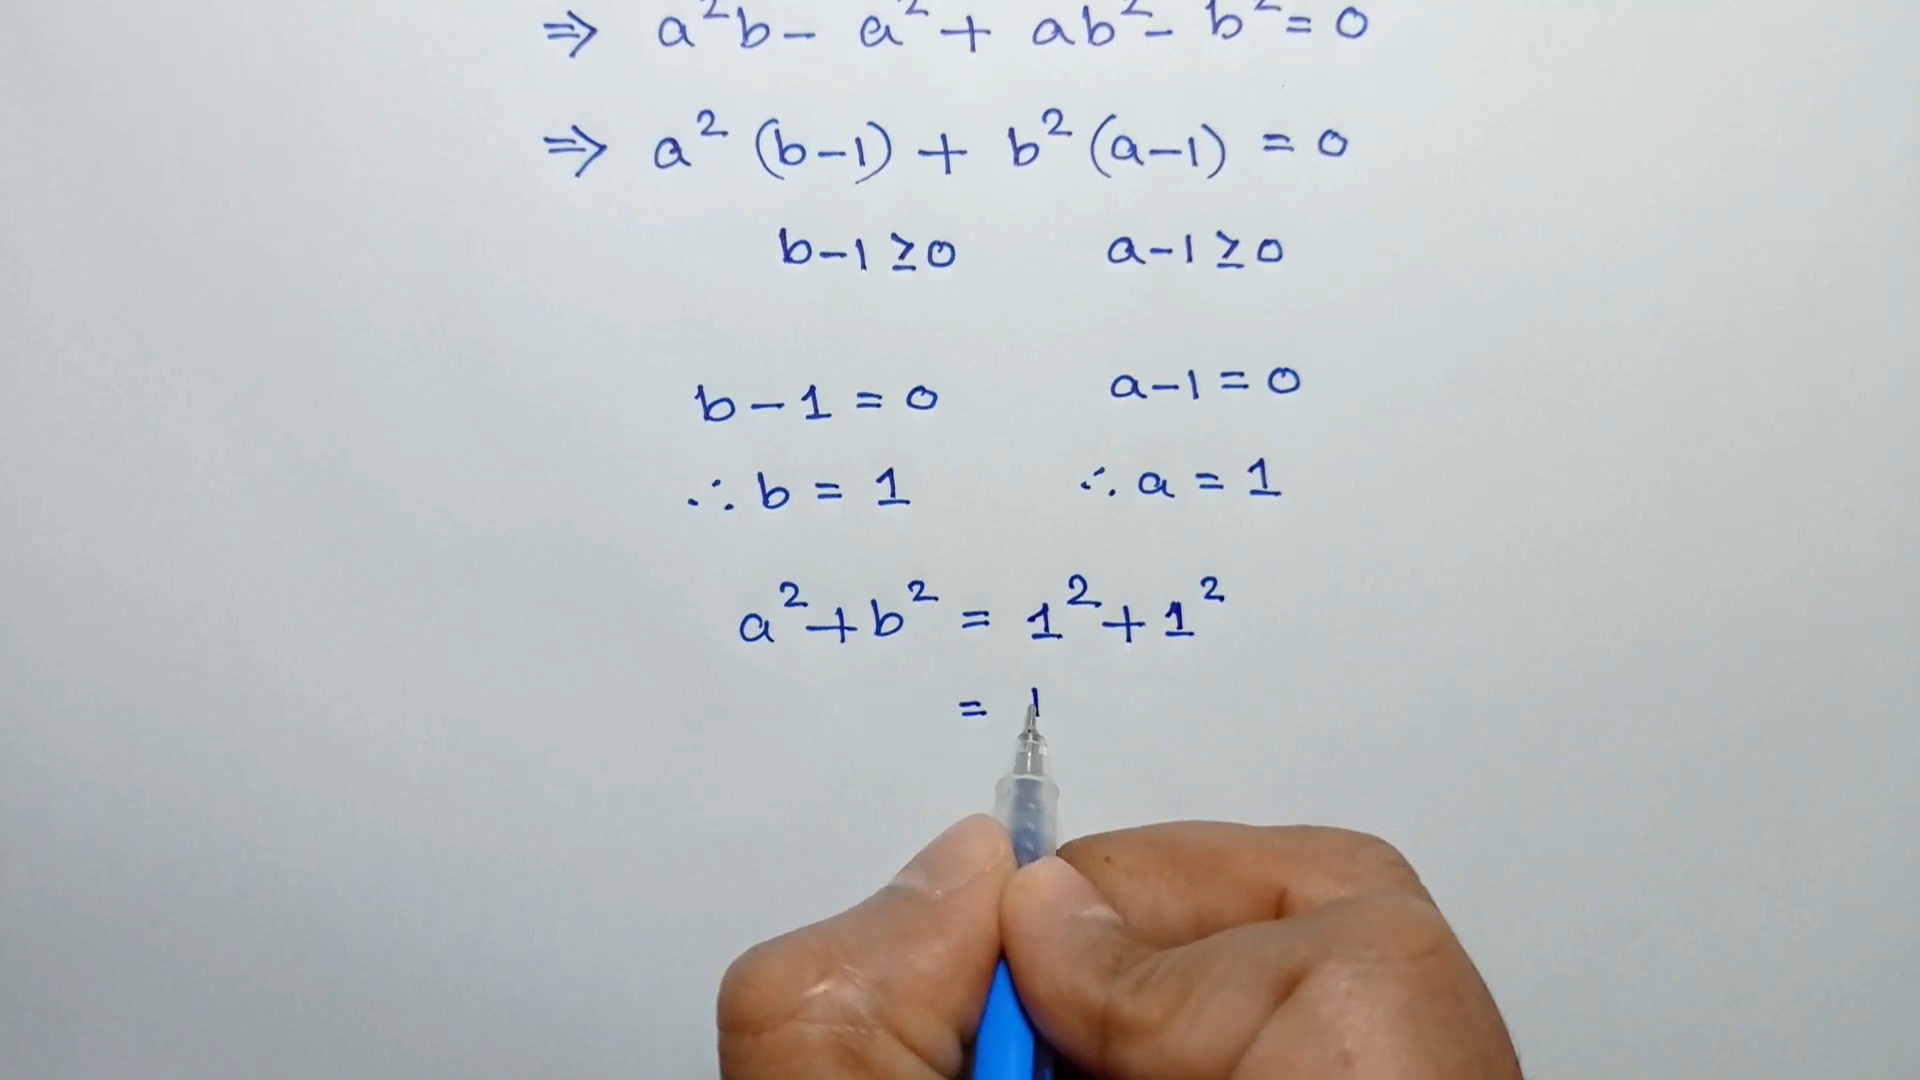 ⇒ a²b - a² + ab² - b² = 0
⇒ a² (b-1) + b² (a-1) = 0
b-1 ≥ 0 a-1 ≥ 0
b - 1 = 0 a-1 = 0
∴ b = 1 ∴ a = 1
a² + b² = 1² + 1²
= 1